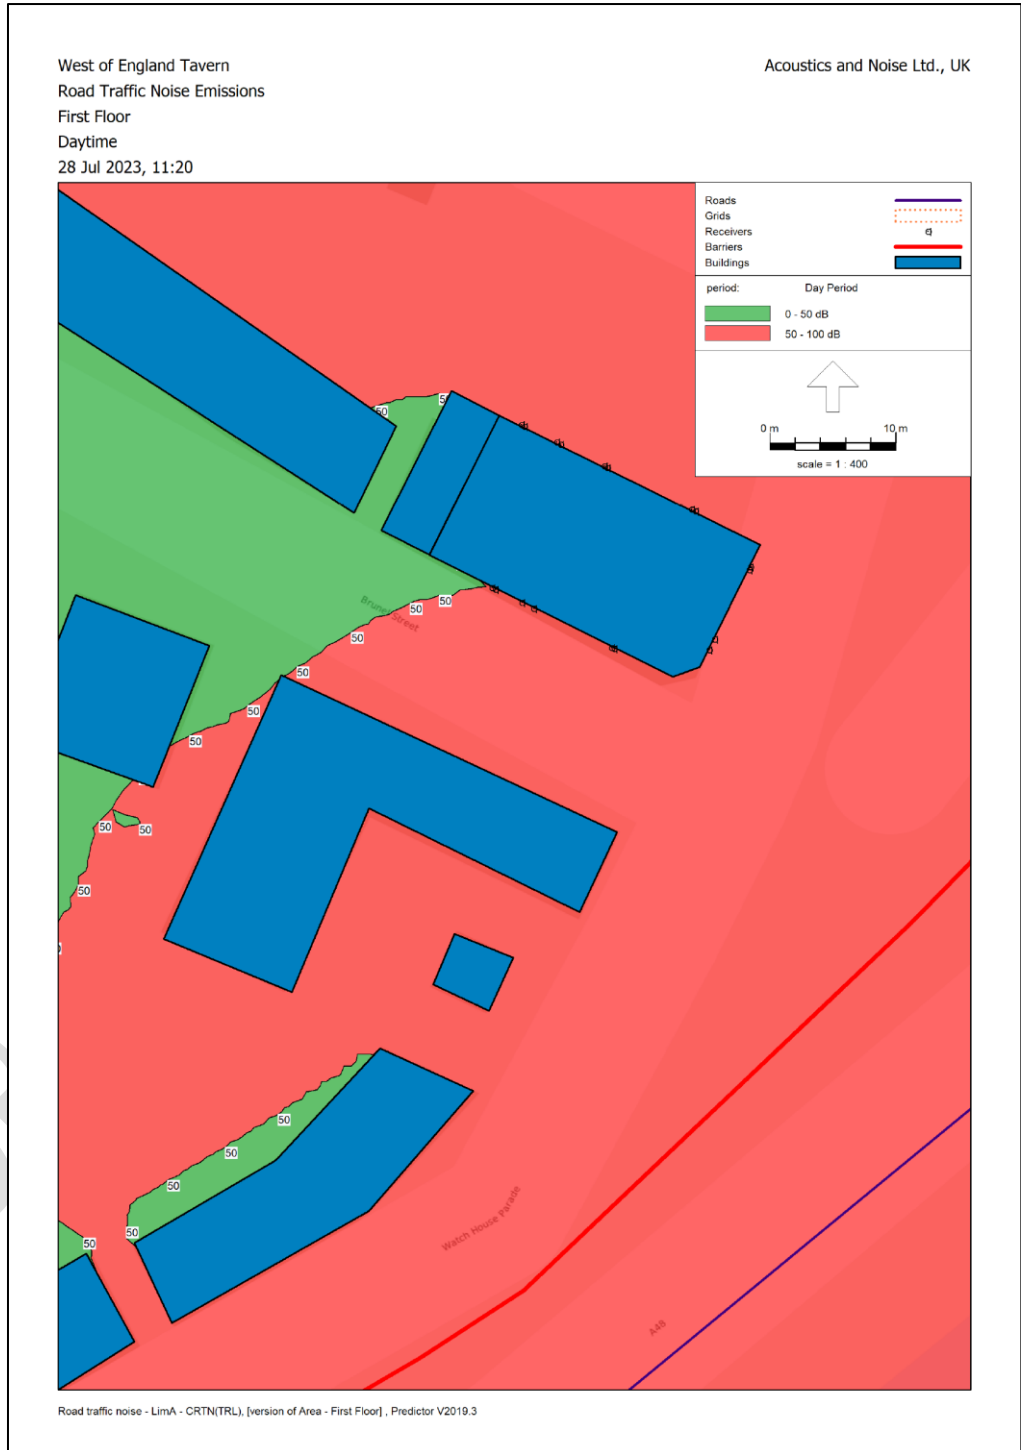 West of England Tavern
Acoustics and Noise Ltd., UK
Road Traffic Noise Emissions
First Floor
Daytime
28 Jul 2023, 11:20
Roads
Grids
Receivers
Barriers
Buildings
period: Day Period
0 - 50 dB
50 - 100 dB
0 m 10 m
scale = 1 : 400
50
50
Brunel Street
50
50
50
50
50
50
50
50
50
50
50
50
50
50
Watch House Parade
A48
Road traffic noise - LimA - CRTN(TRL), [version of Area - First Floor] , Predictor V2019.3